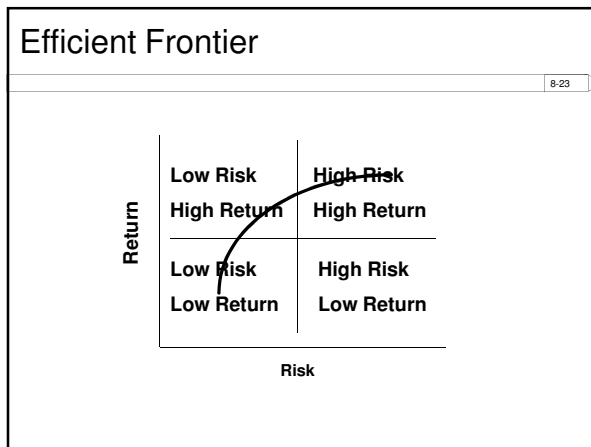 Efficient Frontier
8-23
Low Risk
High Return
High Risk
High Return
Return
Low Risk
Low Return
High Risk
Low Return
Risk